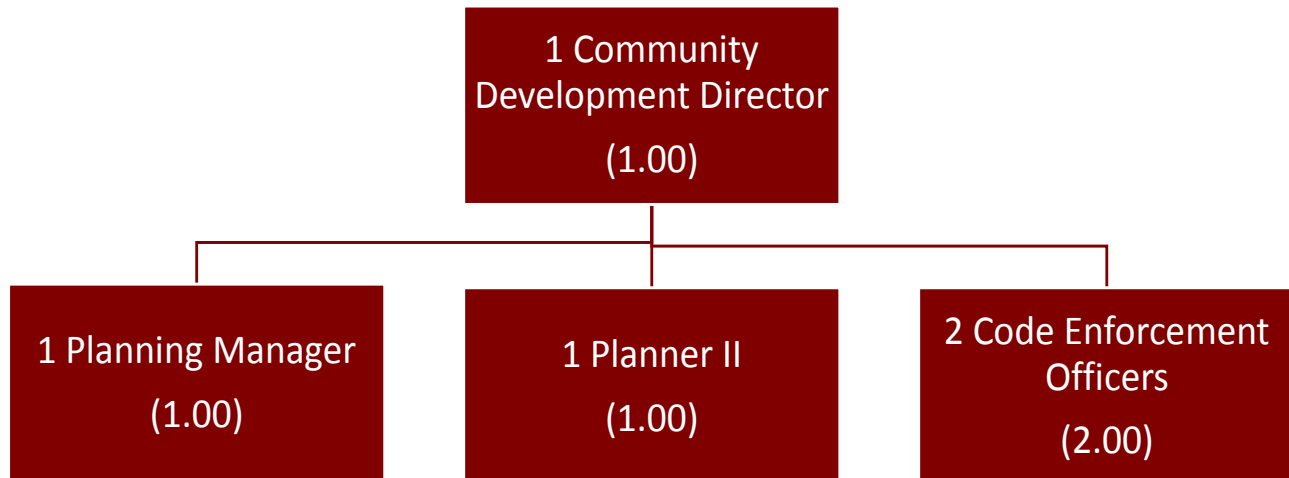 1 Community
Development Director
(1.00)
1 Planning Manager
(1.00)
1 Planner II
(1.00)
2 Code Enforcement
Officers
(2.00)